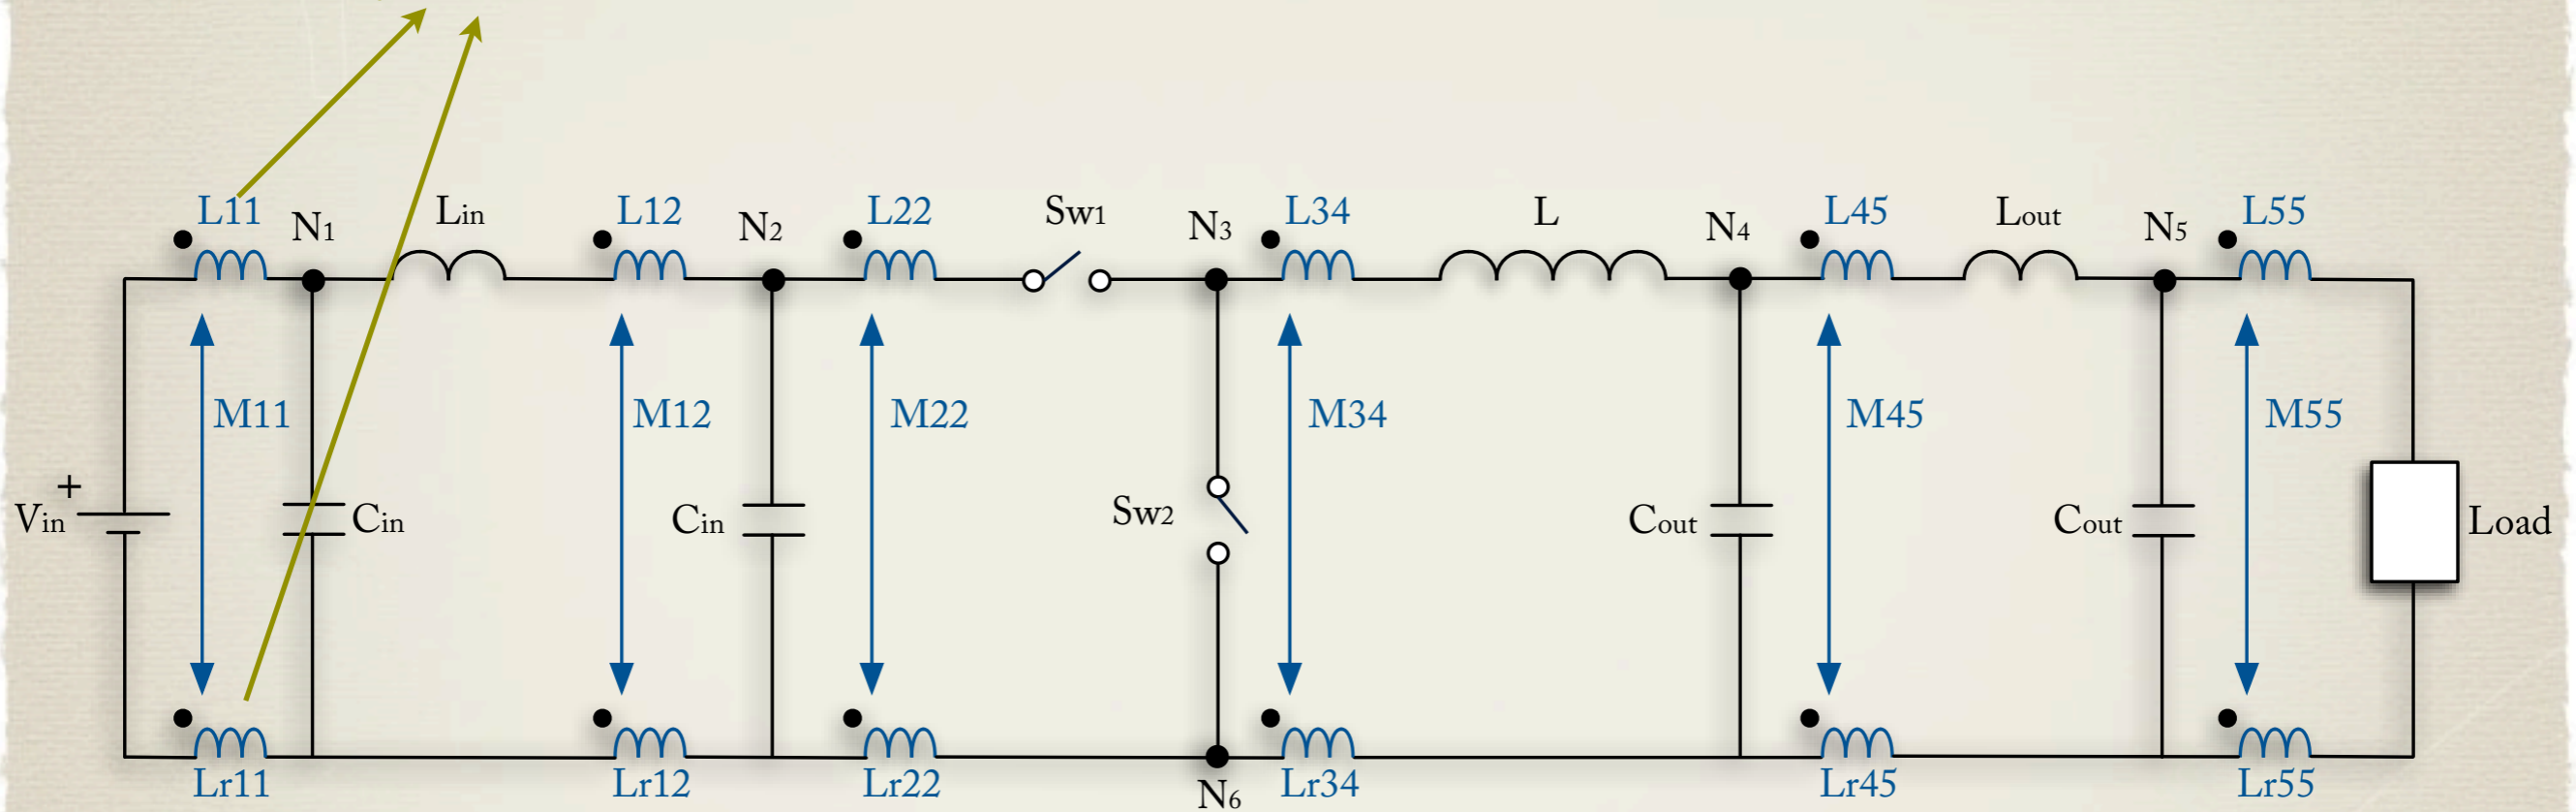 L11 N1 Lin L12 N2 L22 Sw1 N3 L34 L N4 L45 Lout N5 L55
M11 M12 M22 M34 M45 M55
+
Vin Cin Cin Sw2 Cout Cout Load
Lr11 Lr12 Lr22 N6 Lr34 Lr45 Lr55